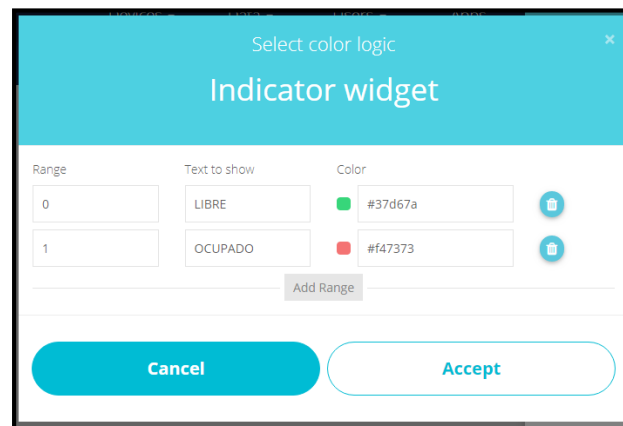 Select color logic
×
Indicator widget
Range Text to show Color
0 LIBRE #37d67a
1 OCUPADO #f47373
Add Range
Cancel Accept